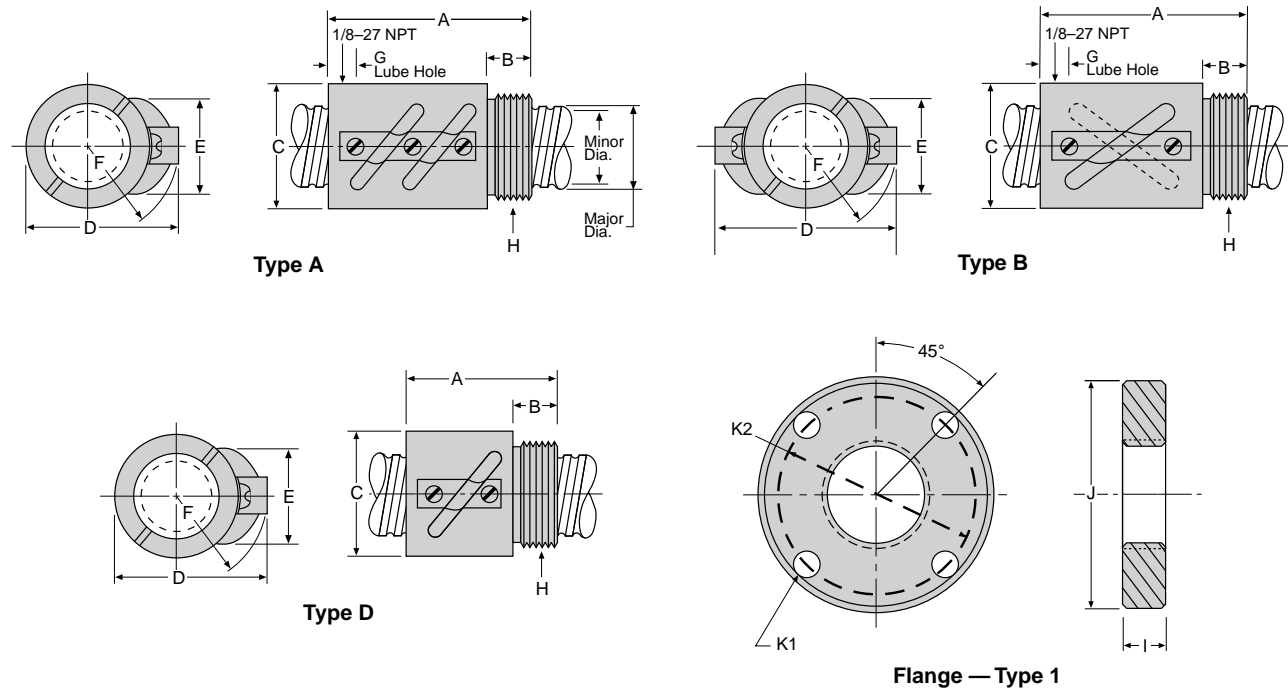 A
1/8–27 NPT
G
Lube Hole
B
C
E
F
D
Minor
Dia.
Major
Dia.
H
Type A
A
1/8–27 NPT
G
Lube Hole
B
C
E
F
D
H
Type B
A
B
C
E
F
D
H
Type D
45°
K2
J
K1
I
Flange — Type 1